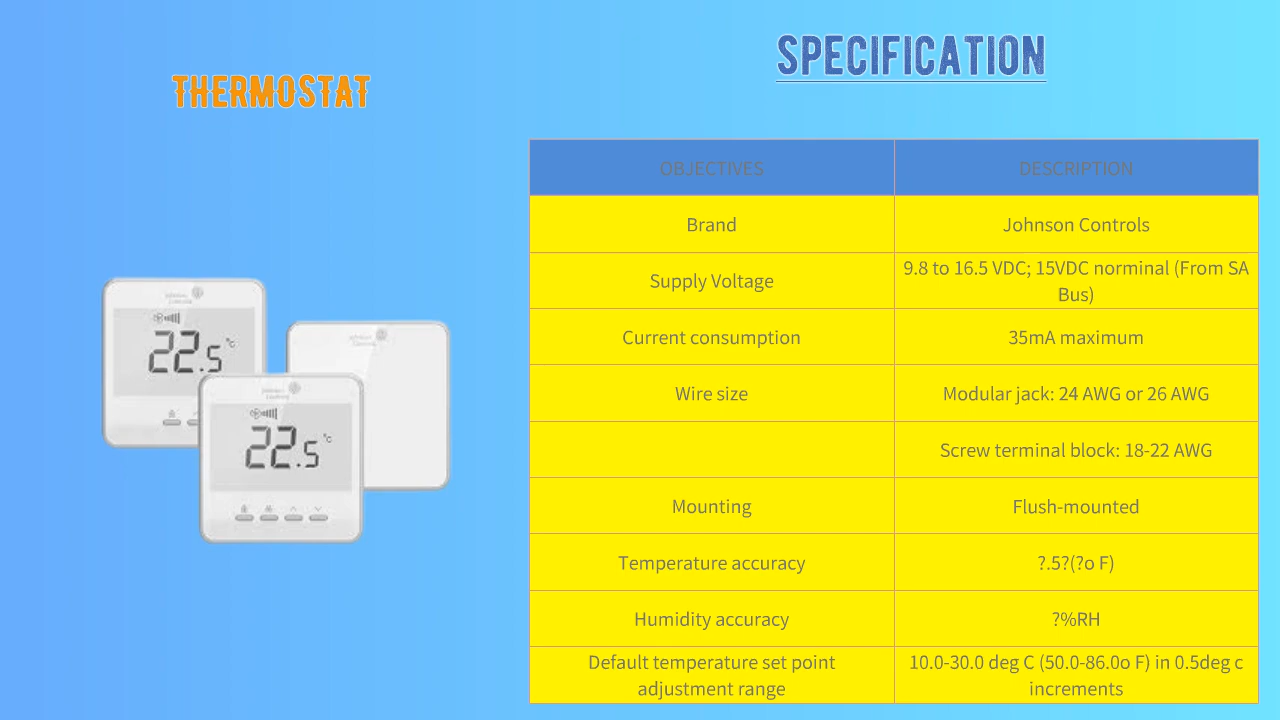 THERMOSTAT
SPECIFICATION
OBJECTIVES
DESCRIPTION
Brand
Johnson Controls
Supply Voltage
9.8 to 16.5 VDC; 15VDC norminal (From SA
Bus)
Current consumption
35mA maximum
Wire size
Modular jack: 24 AWG or 26 AWG
Screw terminal block: 18-22 AWG
Mounting
Flush-mounted
Temperature accuracy
?.5?(?o F)
Humidity accuracy
?%RH
Default temperature set point
adjustment range
10.0-30.0 deg C (50.0-86.0o F) in 0.5deg c
increments
22.5 °C
22.5 °C